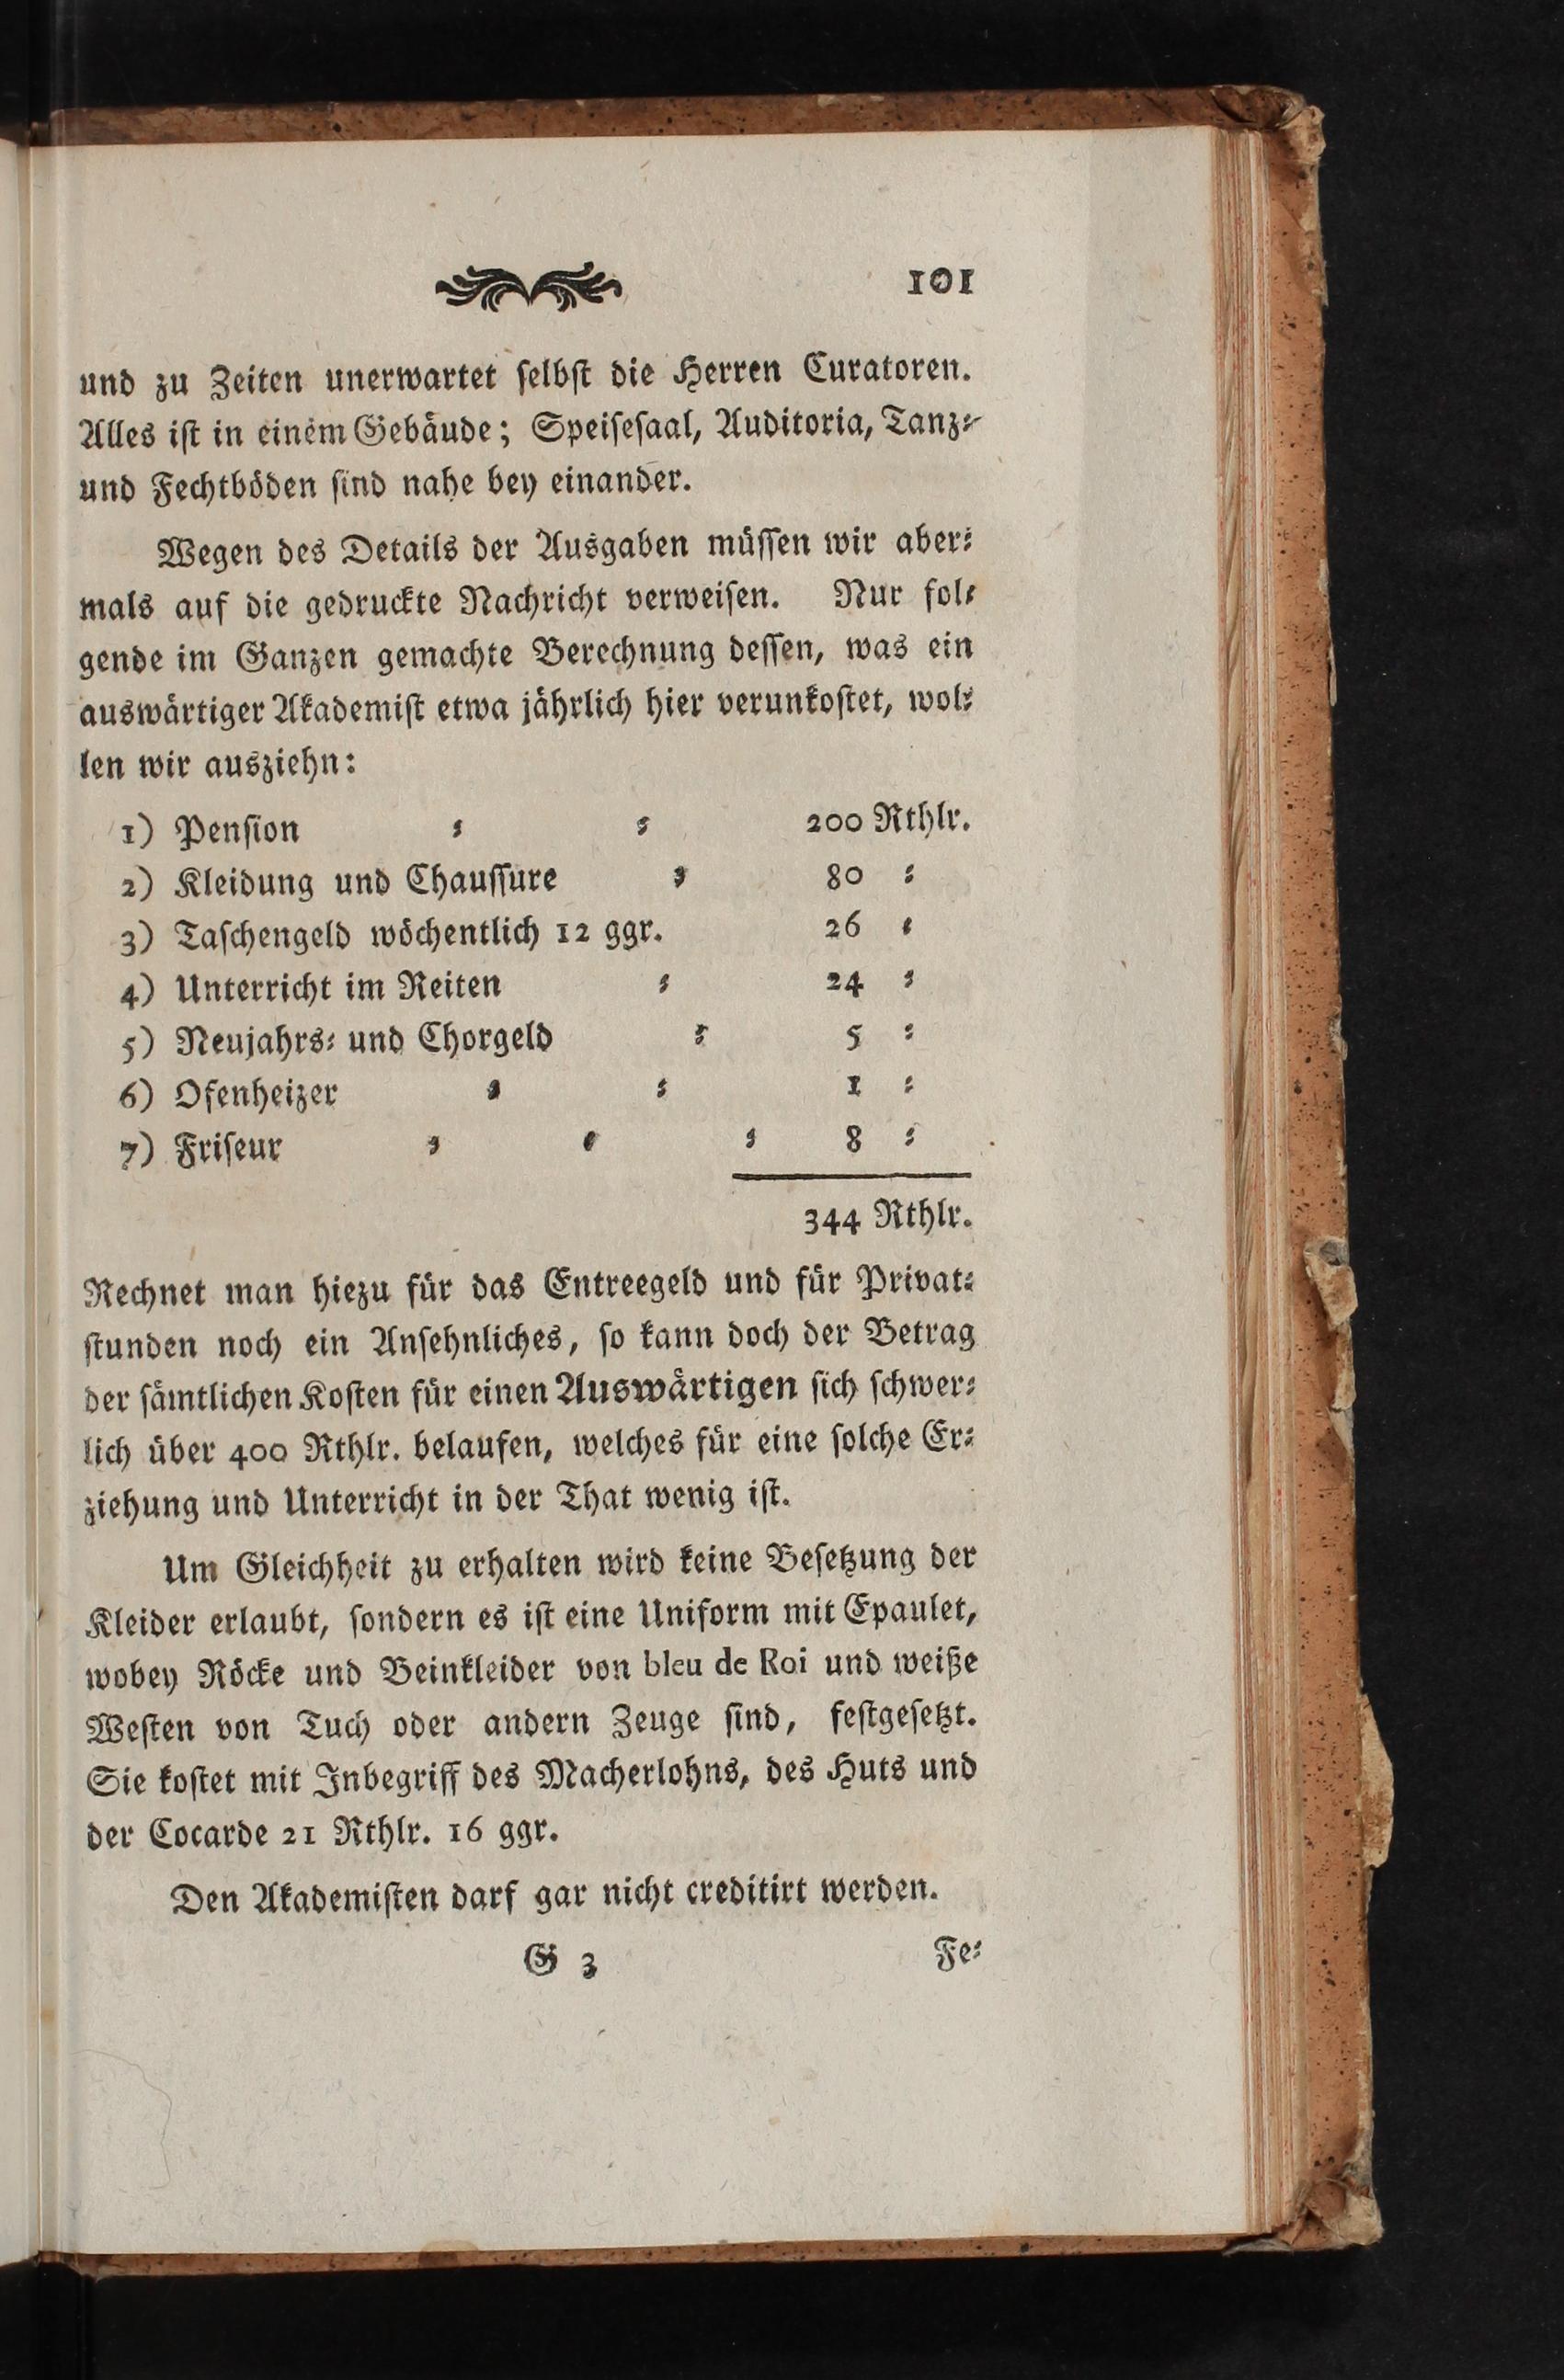 101
und zu Zeiten unerwartet ſelbſt die Herren Curatoren.
Alles iſt in einem Gebäude; Speiſeſaal, Auditoria, Tanz⸗
und Fechtböden ſind nahe bey einander.
Wegen des Details der Ausgaben müſſen wir aber⸗
mals auf die gedruckte Nachricht verweiſen. Nur fol⸗
gende im Ganzen gemachte Berechnung deſſen, was ein
auswärtiger Akademiſt etwa jährlich hier verunkoſtet, wol⸗
len wir ausziehn:
1) Penſion ⸗ ⸗ 200 Rthlr.
2) Kleidung und Chauſſure ⸗ 80 ⸗
3) Taſchengeld wöchentlich 12 ggr. 26 ⸗
4) Unterricht im Reiten ⸗ 24 ⸗
5) Neujahrs⸗ und Chorgeld ⸗ 5 ⸗
6) Ofenheizer ⸗ ⸗ 1 ⸗
7) Friſeur ⸗ ⸗ ⸗ 8 ⸗
344 Rthlr.
Rechnet man hiezu für das Entreegeld und für Privat⸗
ſtunden noch ein Anſehnliches, ſo kann doch der Betrag
der ſämtlichen Koſten für einen Auswärtigen ſich ſchwer⸗
lich über 400 Rthlr. belaufen, welches für eine ſolche Er⸗
ziehung und Unterricht in der That wenig iſt.
Um Gleichheit zu erhalten wird keine Beſetzung der
Kleider erlaubt, ſondern es iſt eine Uniform mit Epaulet,
wobey Röcke und Beinkleider von bleu de Roi und weiße
Weſten von Tuch oder andern Zeuge ſind, feſtgeſetzt.
Sie koſtet mit Inbegriff des Macherlohns, des Huts und
der Cocarde 21 Rthlr. 16 ggr.
Den Akademiſten darf gar nicht creditirt werden.
G 3 Fe⸗